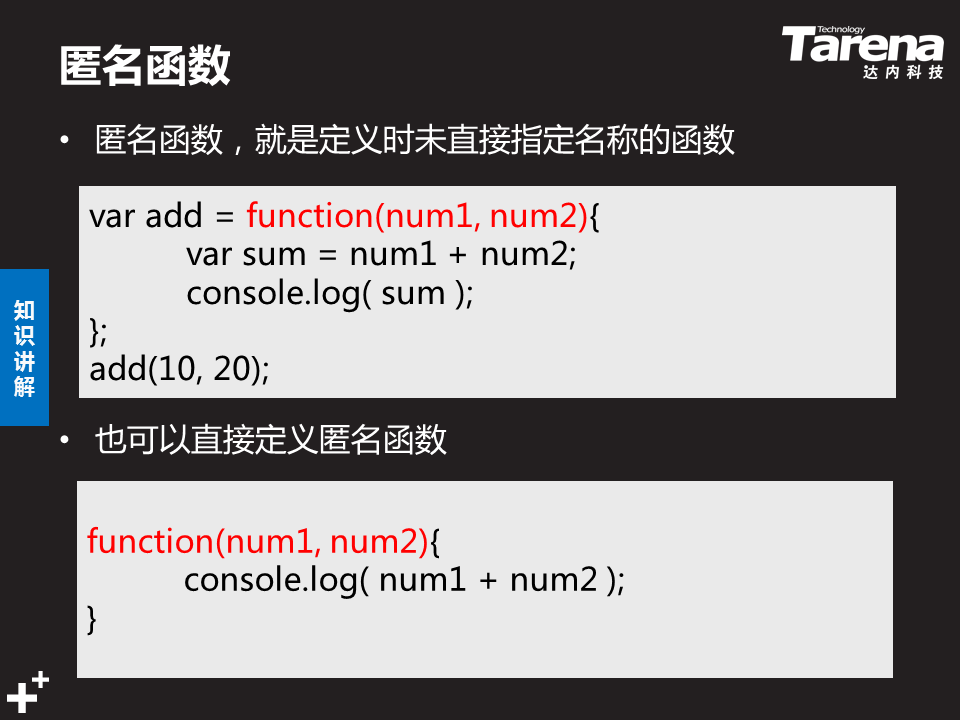 匿名函数
Technology
Tarena
达内科技
• 匿名函数，就是定义时未直接指定名称的函数
var add = function(num1, num2){
var sum = num1 + num2;
console.log( sum );
};
add(10, 20);
知
识
讲
解
• 也可以直接定义匿名函数
function(num1, num2){
console.log( num1 + num2 );
}